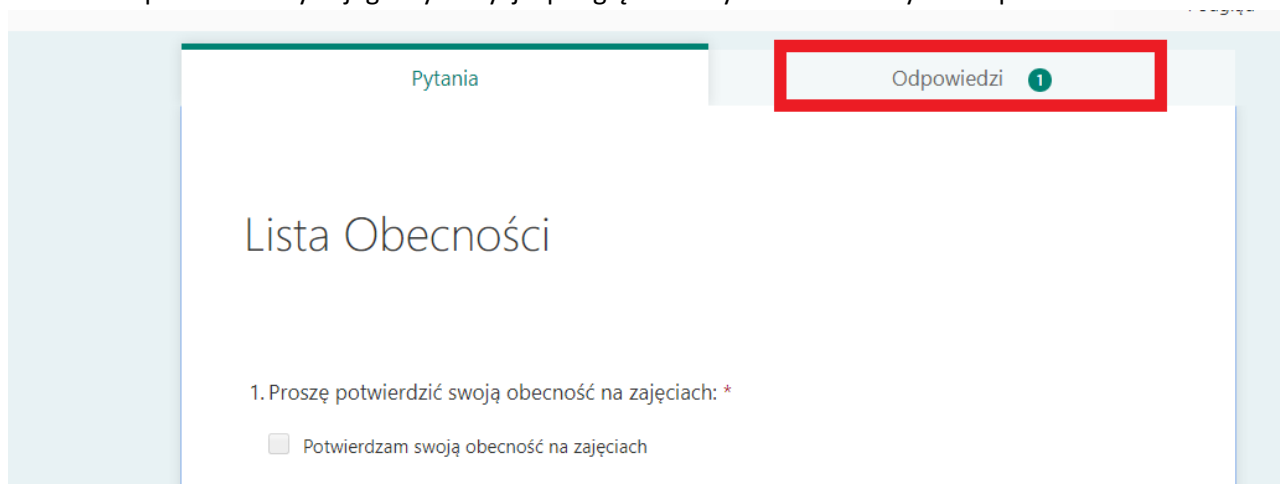 Pytania
Odpowiedzi 1
Lista Obecności
1. Proszę potwierdzić swoją obecność na zajęciach: *
Potwierdzam swoją obecność na zajęciach